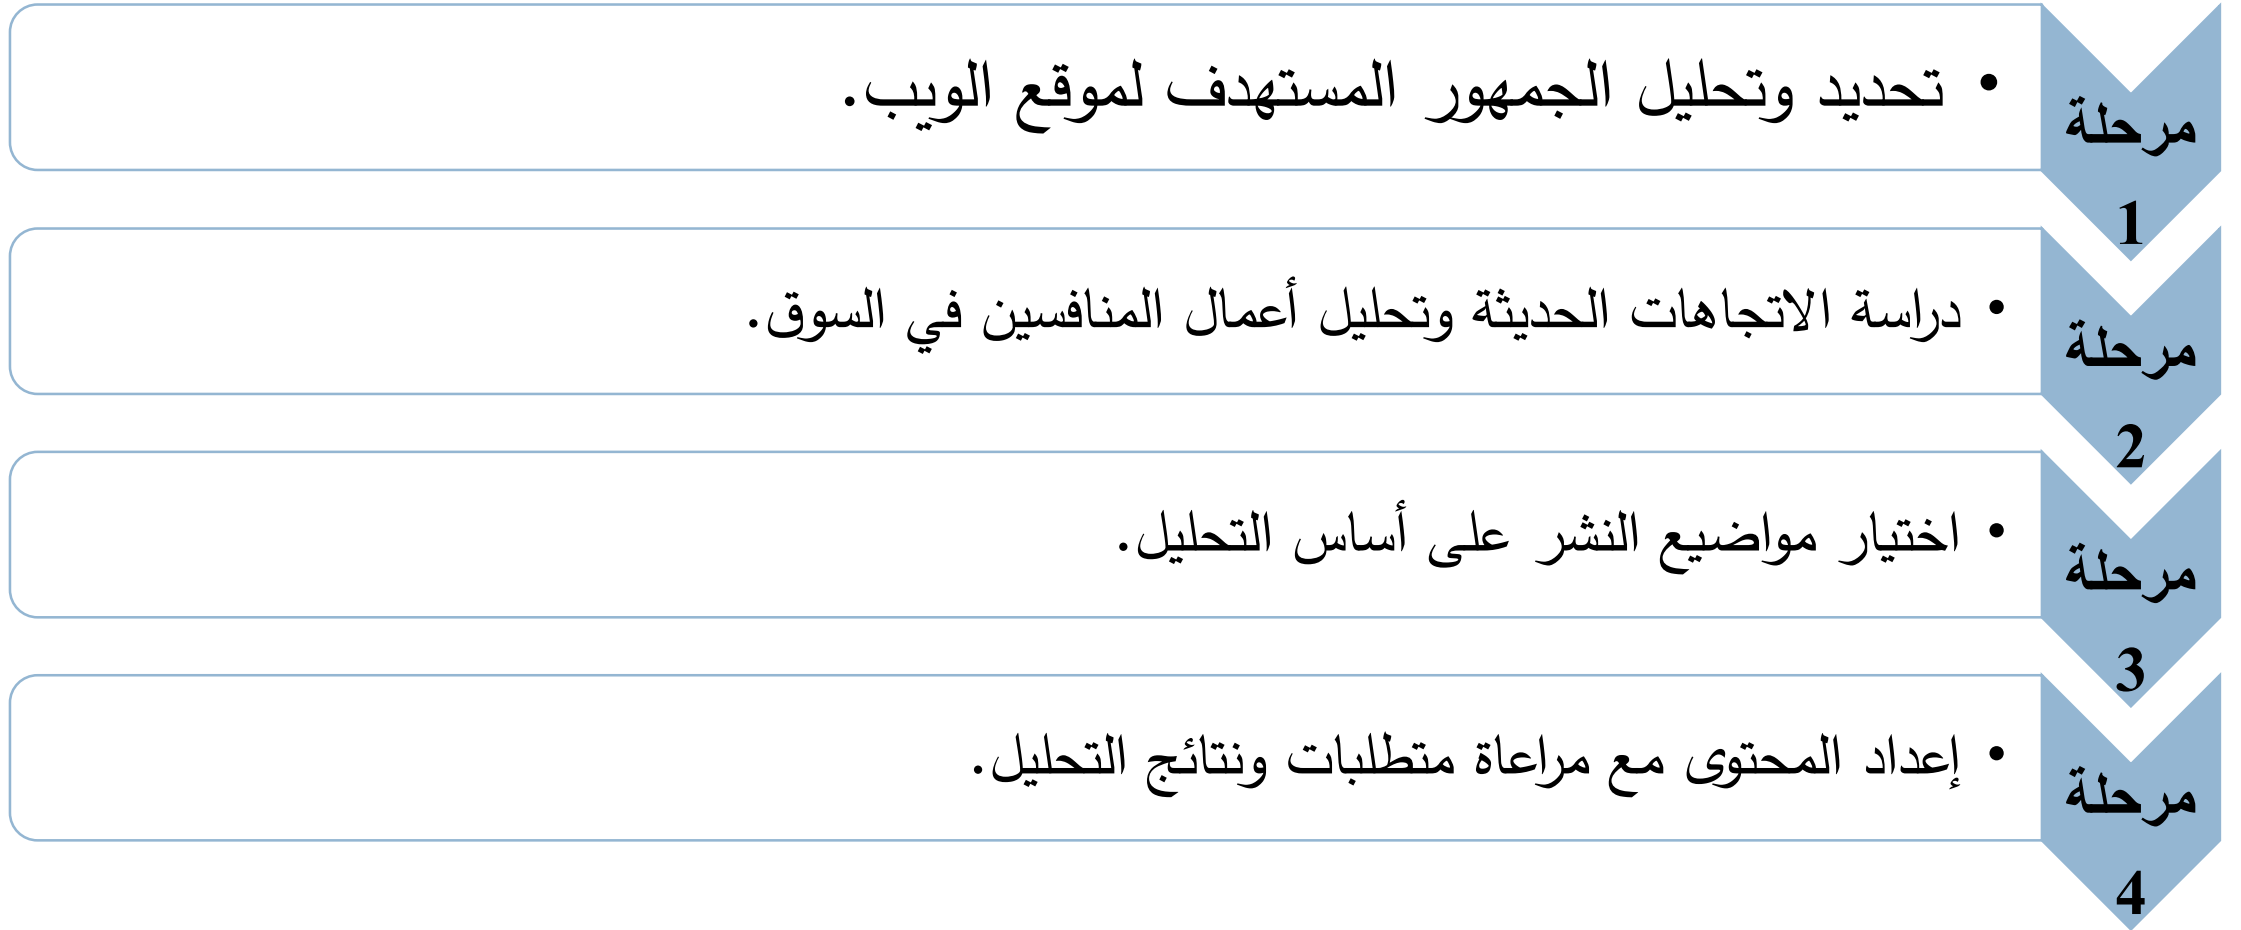 مرحلة
1
• تحديد وتحليل الجمهور المستهدف لموقع الويب.
مرحلة
2
• دراسة الاتجاهات الحديثة وتحليل أعمال المنافسين في السوق.
مرحلة
3
• اختيار مواضيع النشر على أساس التحليل.
مرحلة
4
• إعداد المحتوى مع مراعاة متطلبات ونتائج التحليل.